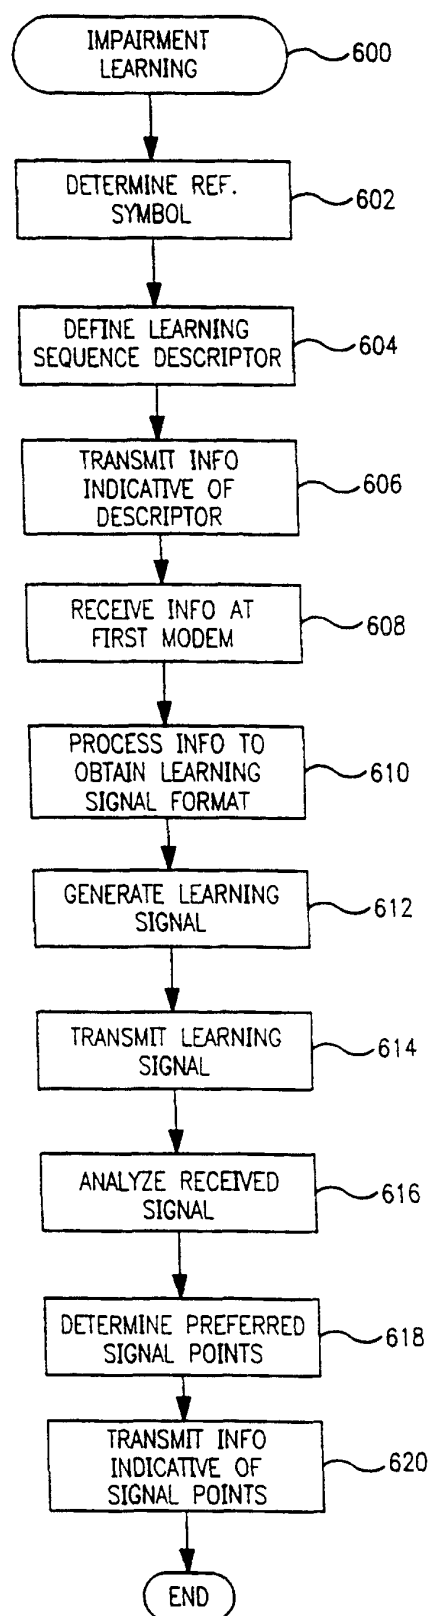 IMPAIRMENT
LEARNING
600
DETERMINE REF.
SYMBOL
602
DEFINE LEARNING
SEQUENCE DESCRIPTOR
604
TRANSMIT INFO
INDICATIVE OF
DESCRIPTOR
606
RECEIVE INFO AT
FIRST MODEM
608
PROCESS INFO TO
OBTAIN LEARNING
SIGNAL FORMAT
610
GENERATE LEARNING
SIGNAL
612
TRANSMIT LEARNING
SIGNAL
614
ANALYZE RECEIVED
SIGNAL
616
DETERMINE PREFERRED
SIGNAL POINTS
618
TRANSMIT INFO
INDICATIVE OF
SIGNAL POINTS
620
END